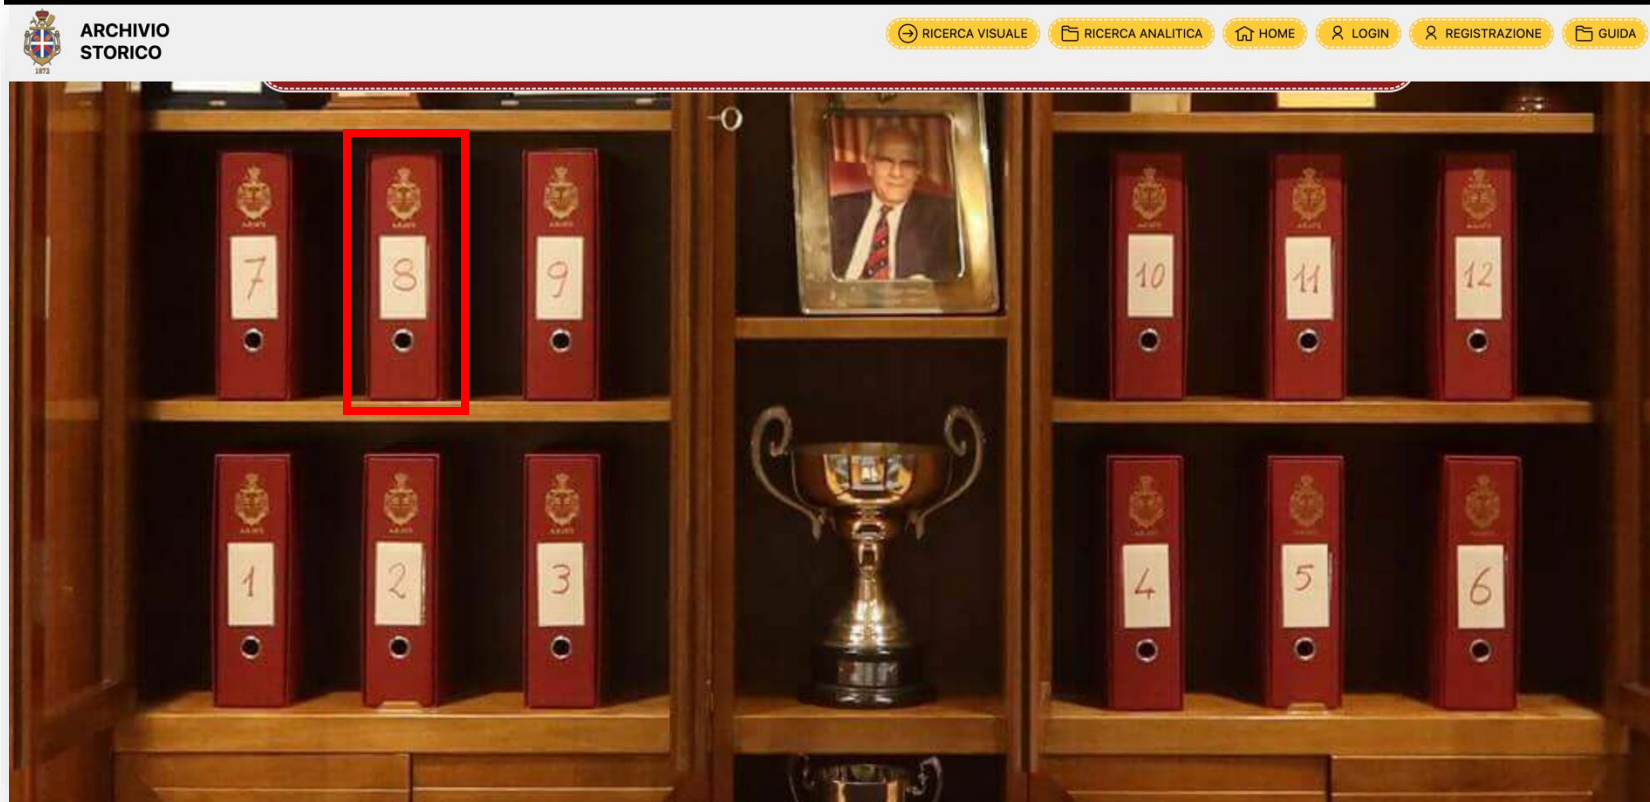 ARCHIVIO
STORICO
1872
RICERCA VISUALE
RICERCA ANALITICA
HOME
LOGIN
REGISTRAZIONE
GUIDA
7
8
9
10
11
12
1
2
3
4
5
6